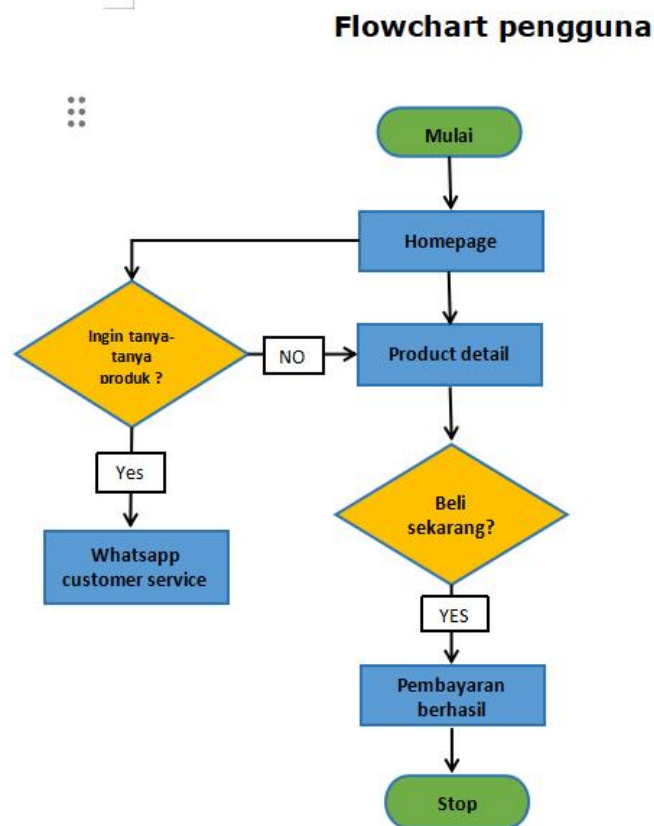 Flowchart pengguna
Mulai
Homepage
Ingin tanya-
tanya
produk ?
NO
Product detail
Yes
Beli
sekarang?
Whatsapp
customer service
YES
Pembayaran
berhasil
Stop